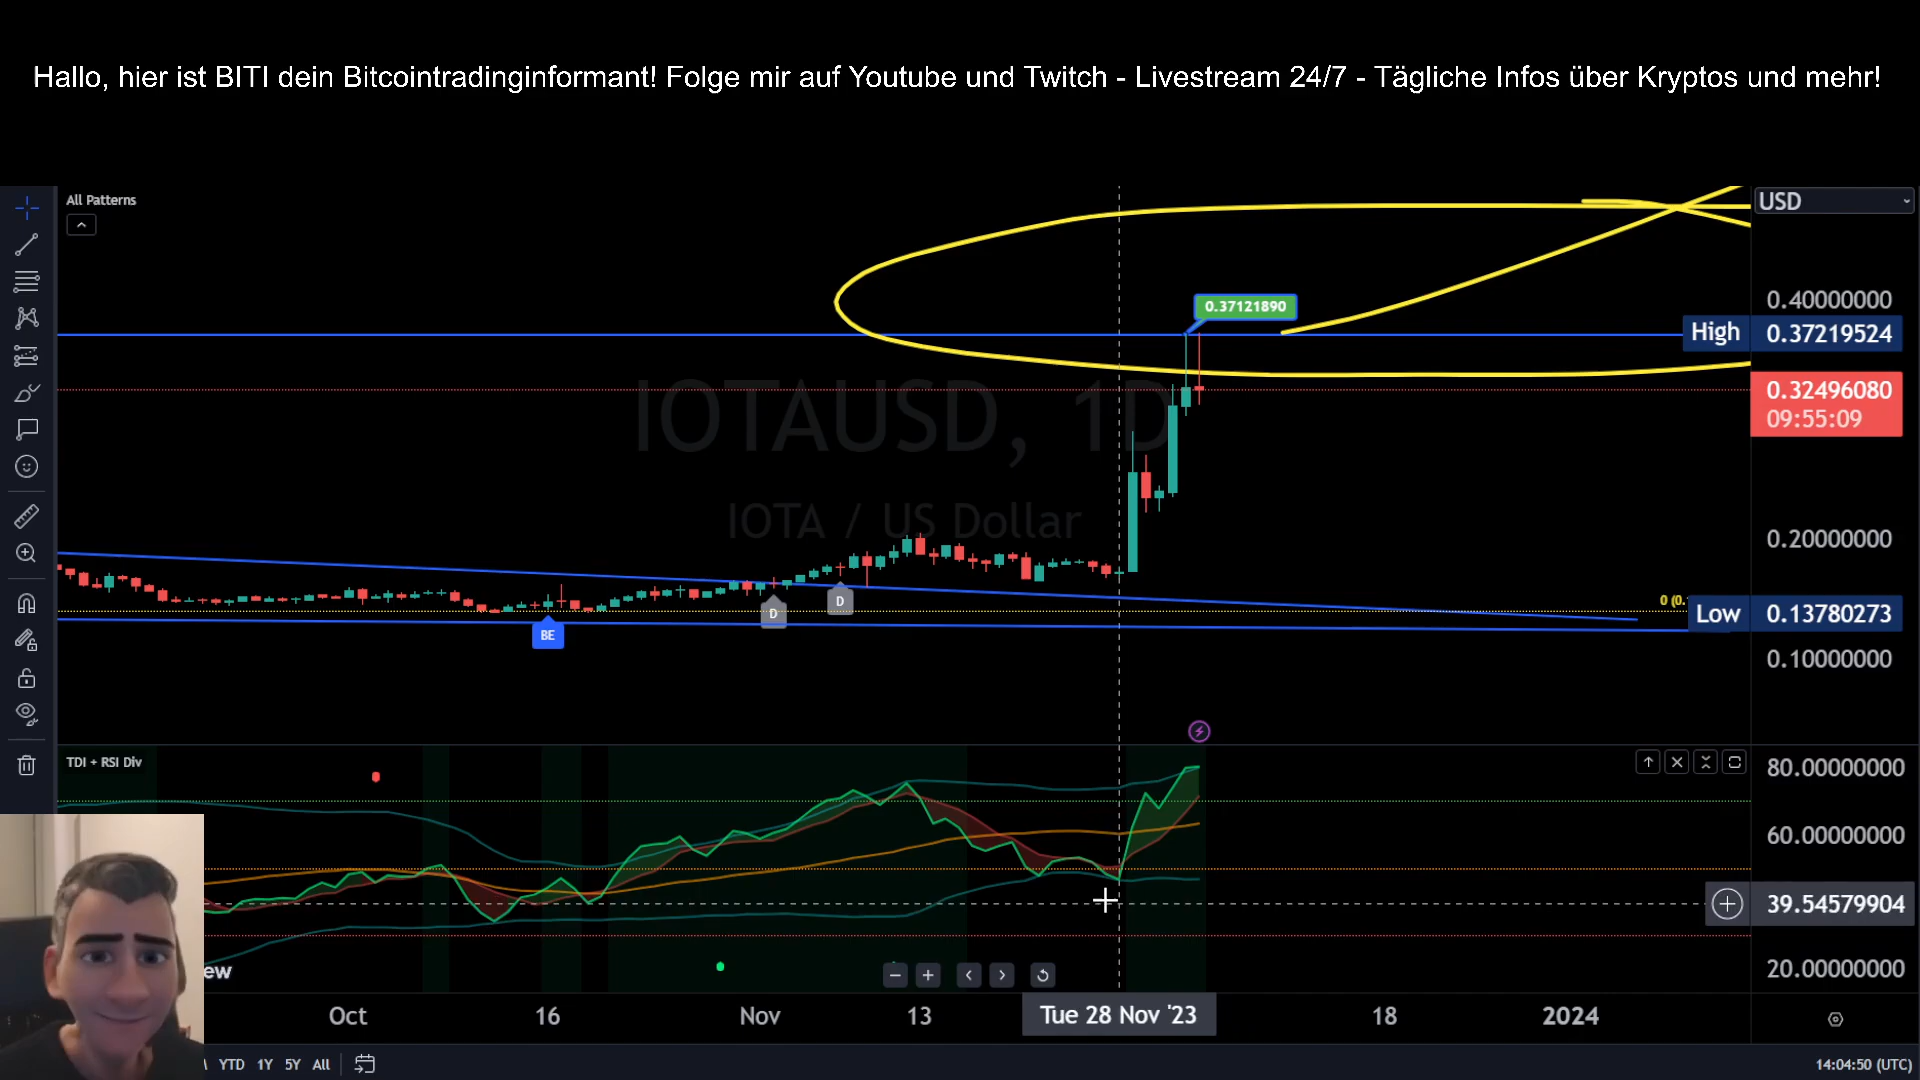 Hallo, hier ist BITI dein Bitcointradinginformant! Folge mir auf Youtube und Twitch - Livestream 24/7 - Tägliche Infos über Kryptos und mehr!
All Patterns
USD
0.40000000
0.37121890
High 0.37219524
0.32496080
09:55:09
IOTAUSD, 1D
IOTA / US Dollar
0.20000000
D
D
BE
0 (0.
Low 0.13780273
0.10000000
TDI + RSI Div
80.00000000
60.00000000
39.54579904
20.00000000
ew
Oct 16 Nov 13 Tue 28 Nov '23 18 2024
YTD 1Y 5Y All
14:04:50 (UTC)